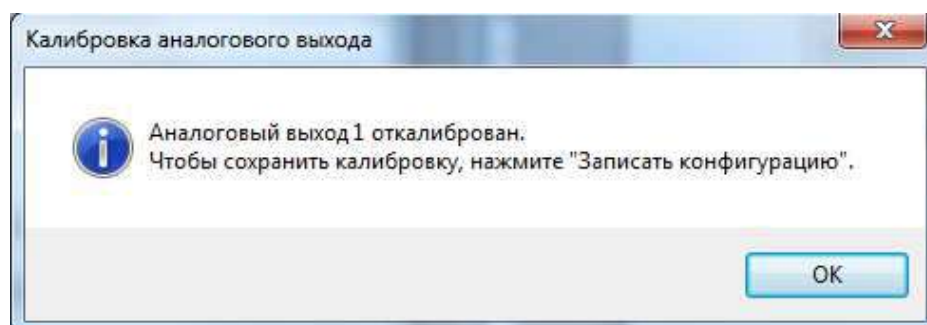 Калибровка аналогового выхода
Аналоговый выход 1 откалиброван.
Чтобы сохранить калибровку, нажмите "Записать конфигурацию".
OK